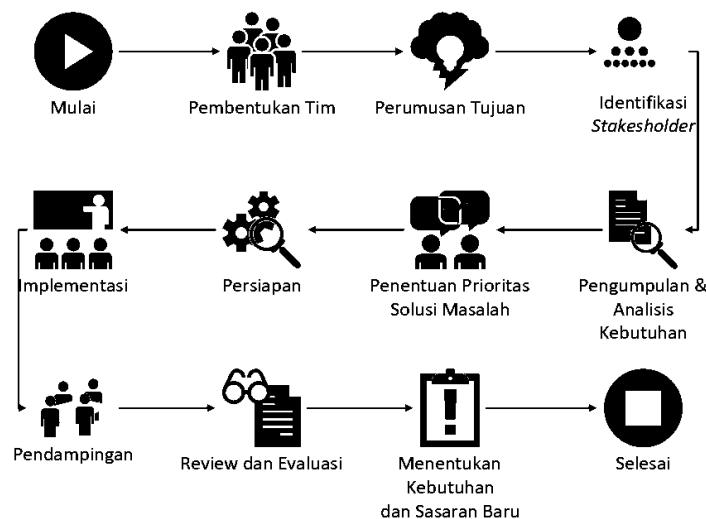 Mulai
Pembentukan Tim
Perumusan Tujuan
Identifikasi
Stakesholder
Implementasi
Persiapan
Penentuan Prioritas
Solusi Masalah
Pengumpulan &
Analisis
Kebutuhan
Pendampingan
Review dan Evaluasi
Menentukan
Kebutuhan
dan Sasaran Baru
Selesai